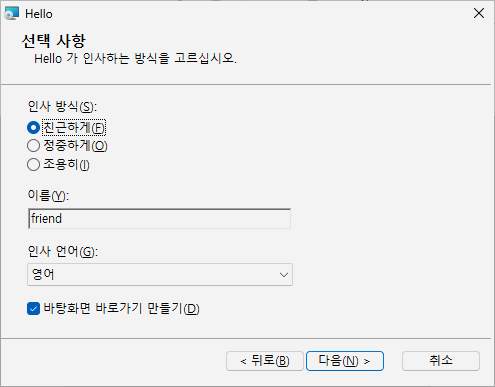 Hello
선택 사항
Hello 가 인사하는 방식을 고르십시오.
인사 방식(S):
친근하게(F)
정중하게(O)
조용히(I)
이름(Y):
friend
인사 언어(G):
영어
바탕화면 바로가기 만들기(D)
< 뒤로(B) 다음(N) > 취소